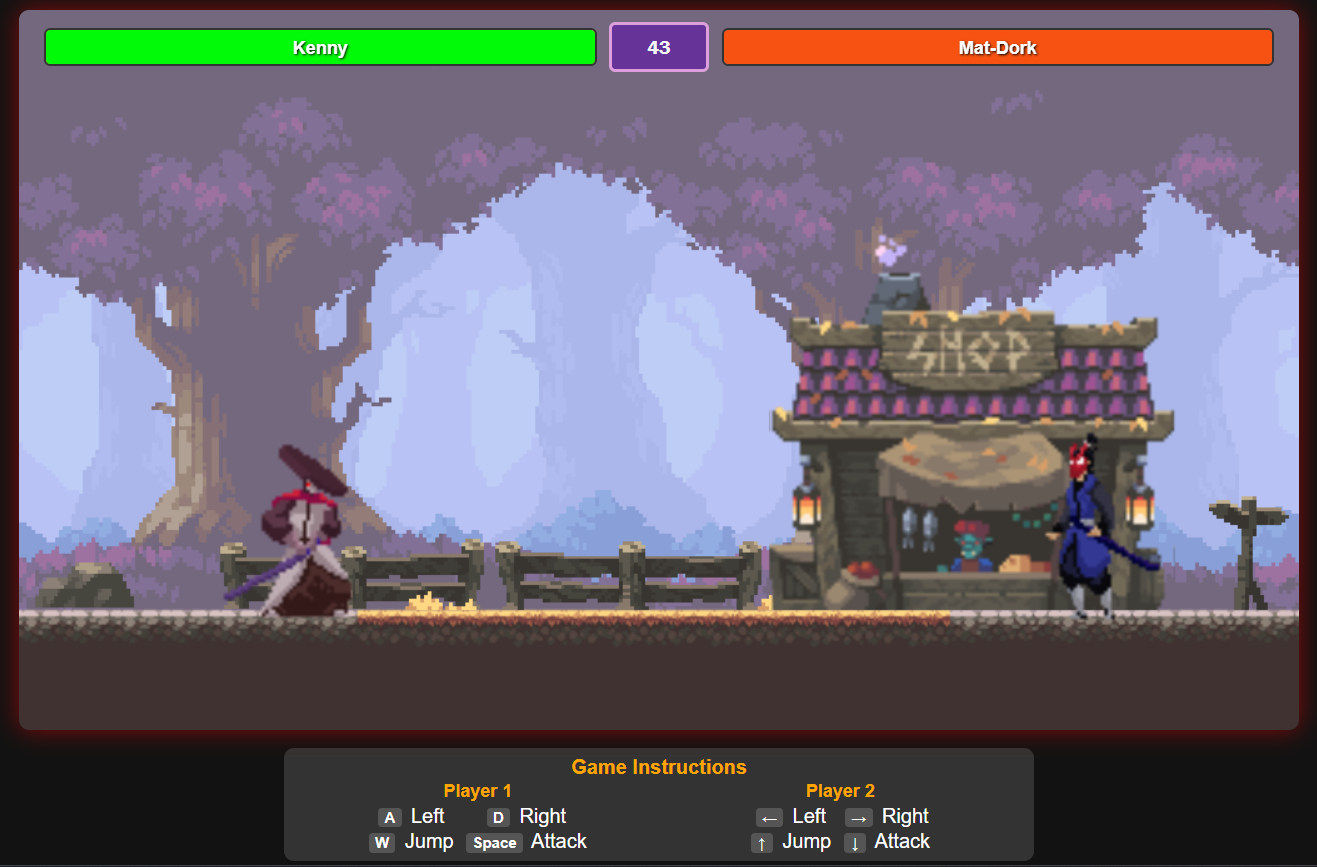 Kenny 43 Mat-Dork
SHOP
Game Instructions
Player 1 Player 2
A Left D Right ← Left → Right
W Jump Space Attack ↑ Jump ↓ Attack